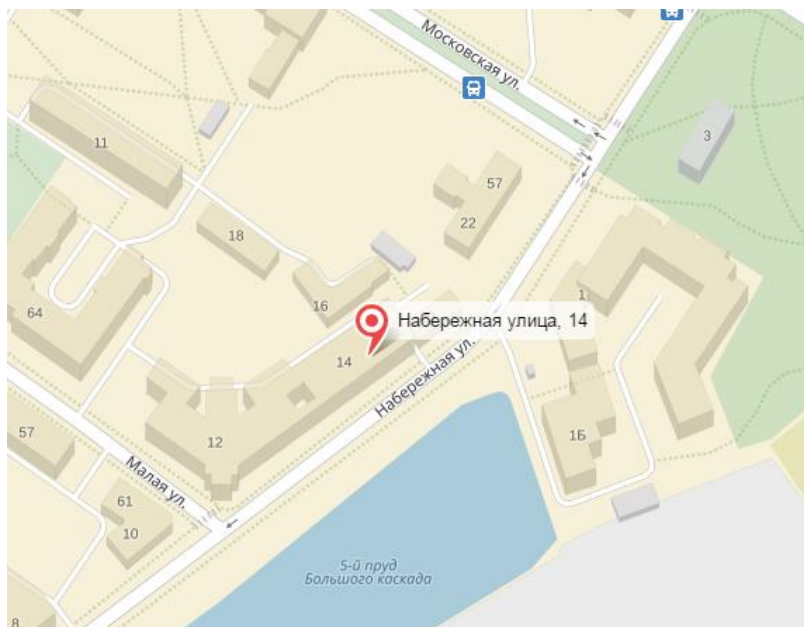 Московская ул.
3
11
57
22
18
1
16
64
Набережная улица, 14
14
Набережная ул.
57
12
1Б
Малая ул.
61
10
5-й пруд
Большого каскада
8